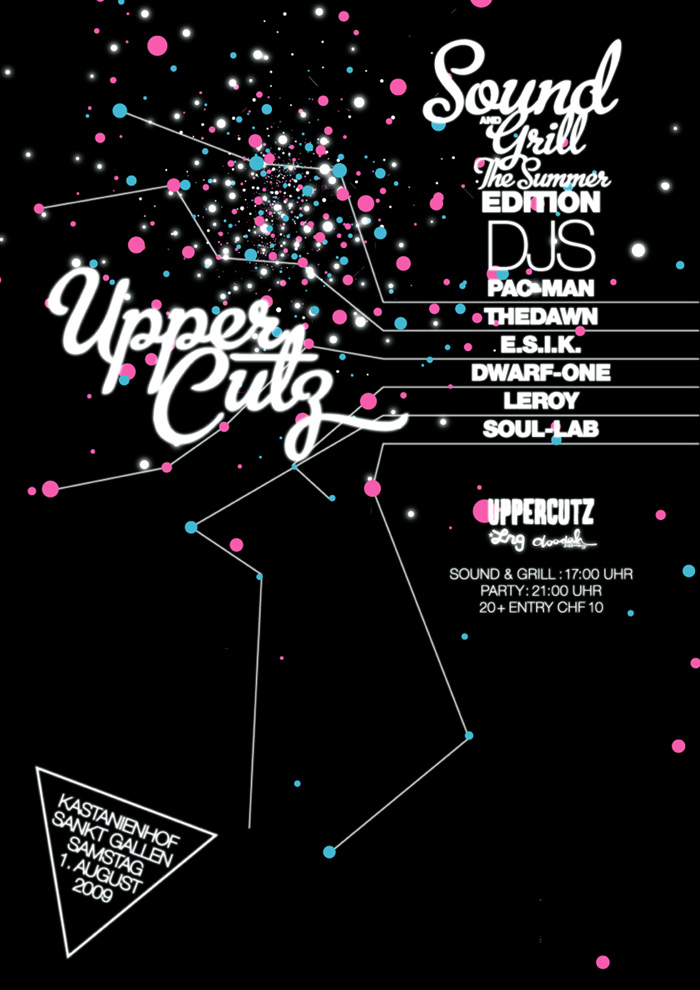 Sound
AND
Grill
The Summer
EDITION
DJS
PAC-MAN
THEDAWN
E.S.I.K.
DWARF-ONE
LEROY
SOUL-LAB
Upper
Cutz
UPPERCUTZ
SOUND & GRILL : 17:00 UHR
PARTY : 21:00 UHR
20+ ENTRY CHF 10
KASTANIENHOF
SANKT GALLEN
SAMSTAG
1. AUGUST
2009